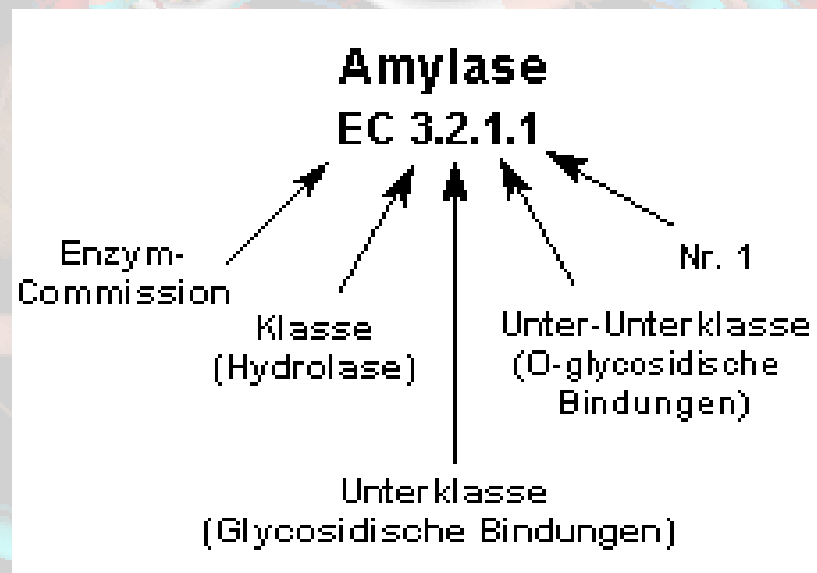 Amylase
EC 3.2.1.1
Enzym-
Commission
Klasse
(Hydrolase)
Unterklasse
(Glycosidische Bindungen)
Unter-Unterklasse
(O-glycosidische
Bindungen)
Nr. 1